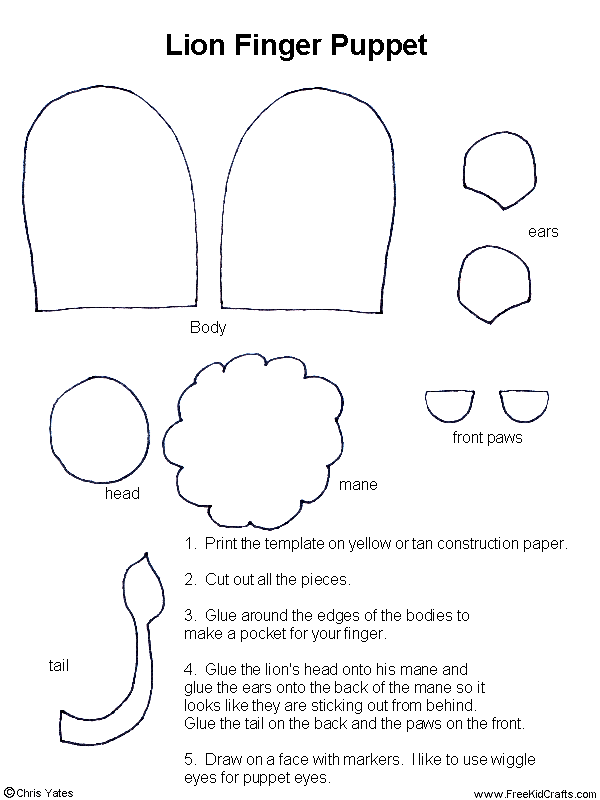 Lion Finger Puppet
ears
Body
front paws
head
mane
1.  Print the template on yellow or tan construction paper.
2.  Cut out all the pieces.
3.  Glue around the edges of the bodies to
make a pocket for your finger.
tail
4.  Glue the lion's head onto his mane and
glue the ears onto the back of the mane so it
looks like they are sticking out from behind.
Glue the tail on the back and the paws on the front.
5.  Draw on a face with markers.  I like to use wiggle
eyes for puppet eyes.
©Chris Yates
www.FreeKidCrafts.com